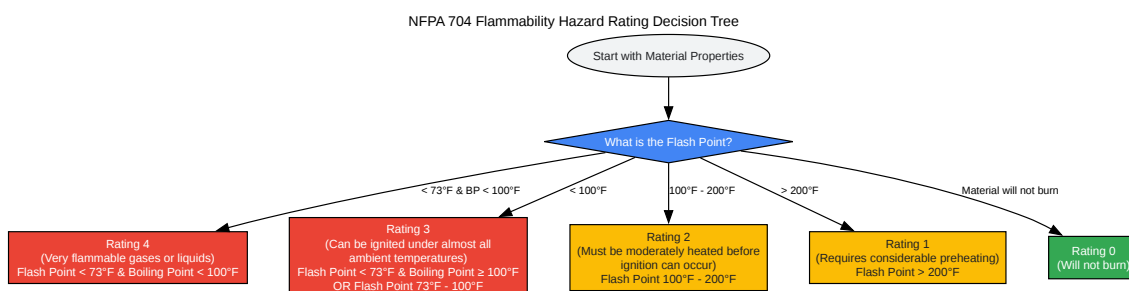 NFPA 704 Flammability Hazard Rating Decision Tree
Start with Material Properties
What is the Flash Point?
< 73°F & BP < 100°F
< 100°F
100°F - 200°F
> 200°F
Material will not burn
Rating 4
(Very flammable gases or liquids)
Flash Point < 73°F & Boiling Point < 100°F
Rating 3
(Can be ignited under almost all
ambient temperatures)
Flash Point < 73°F & Boiling Point ≥ 100°F
OR Flash Point 73°F - 100°F
Rating 2
(Must be moderately heated before
ignition can occur)
Flash Point 100°F - 200°F
Rating 1
(Requires considerable preheating)
Flash Point > 200°F
Rating 0
(Will not burn)